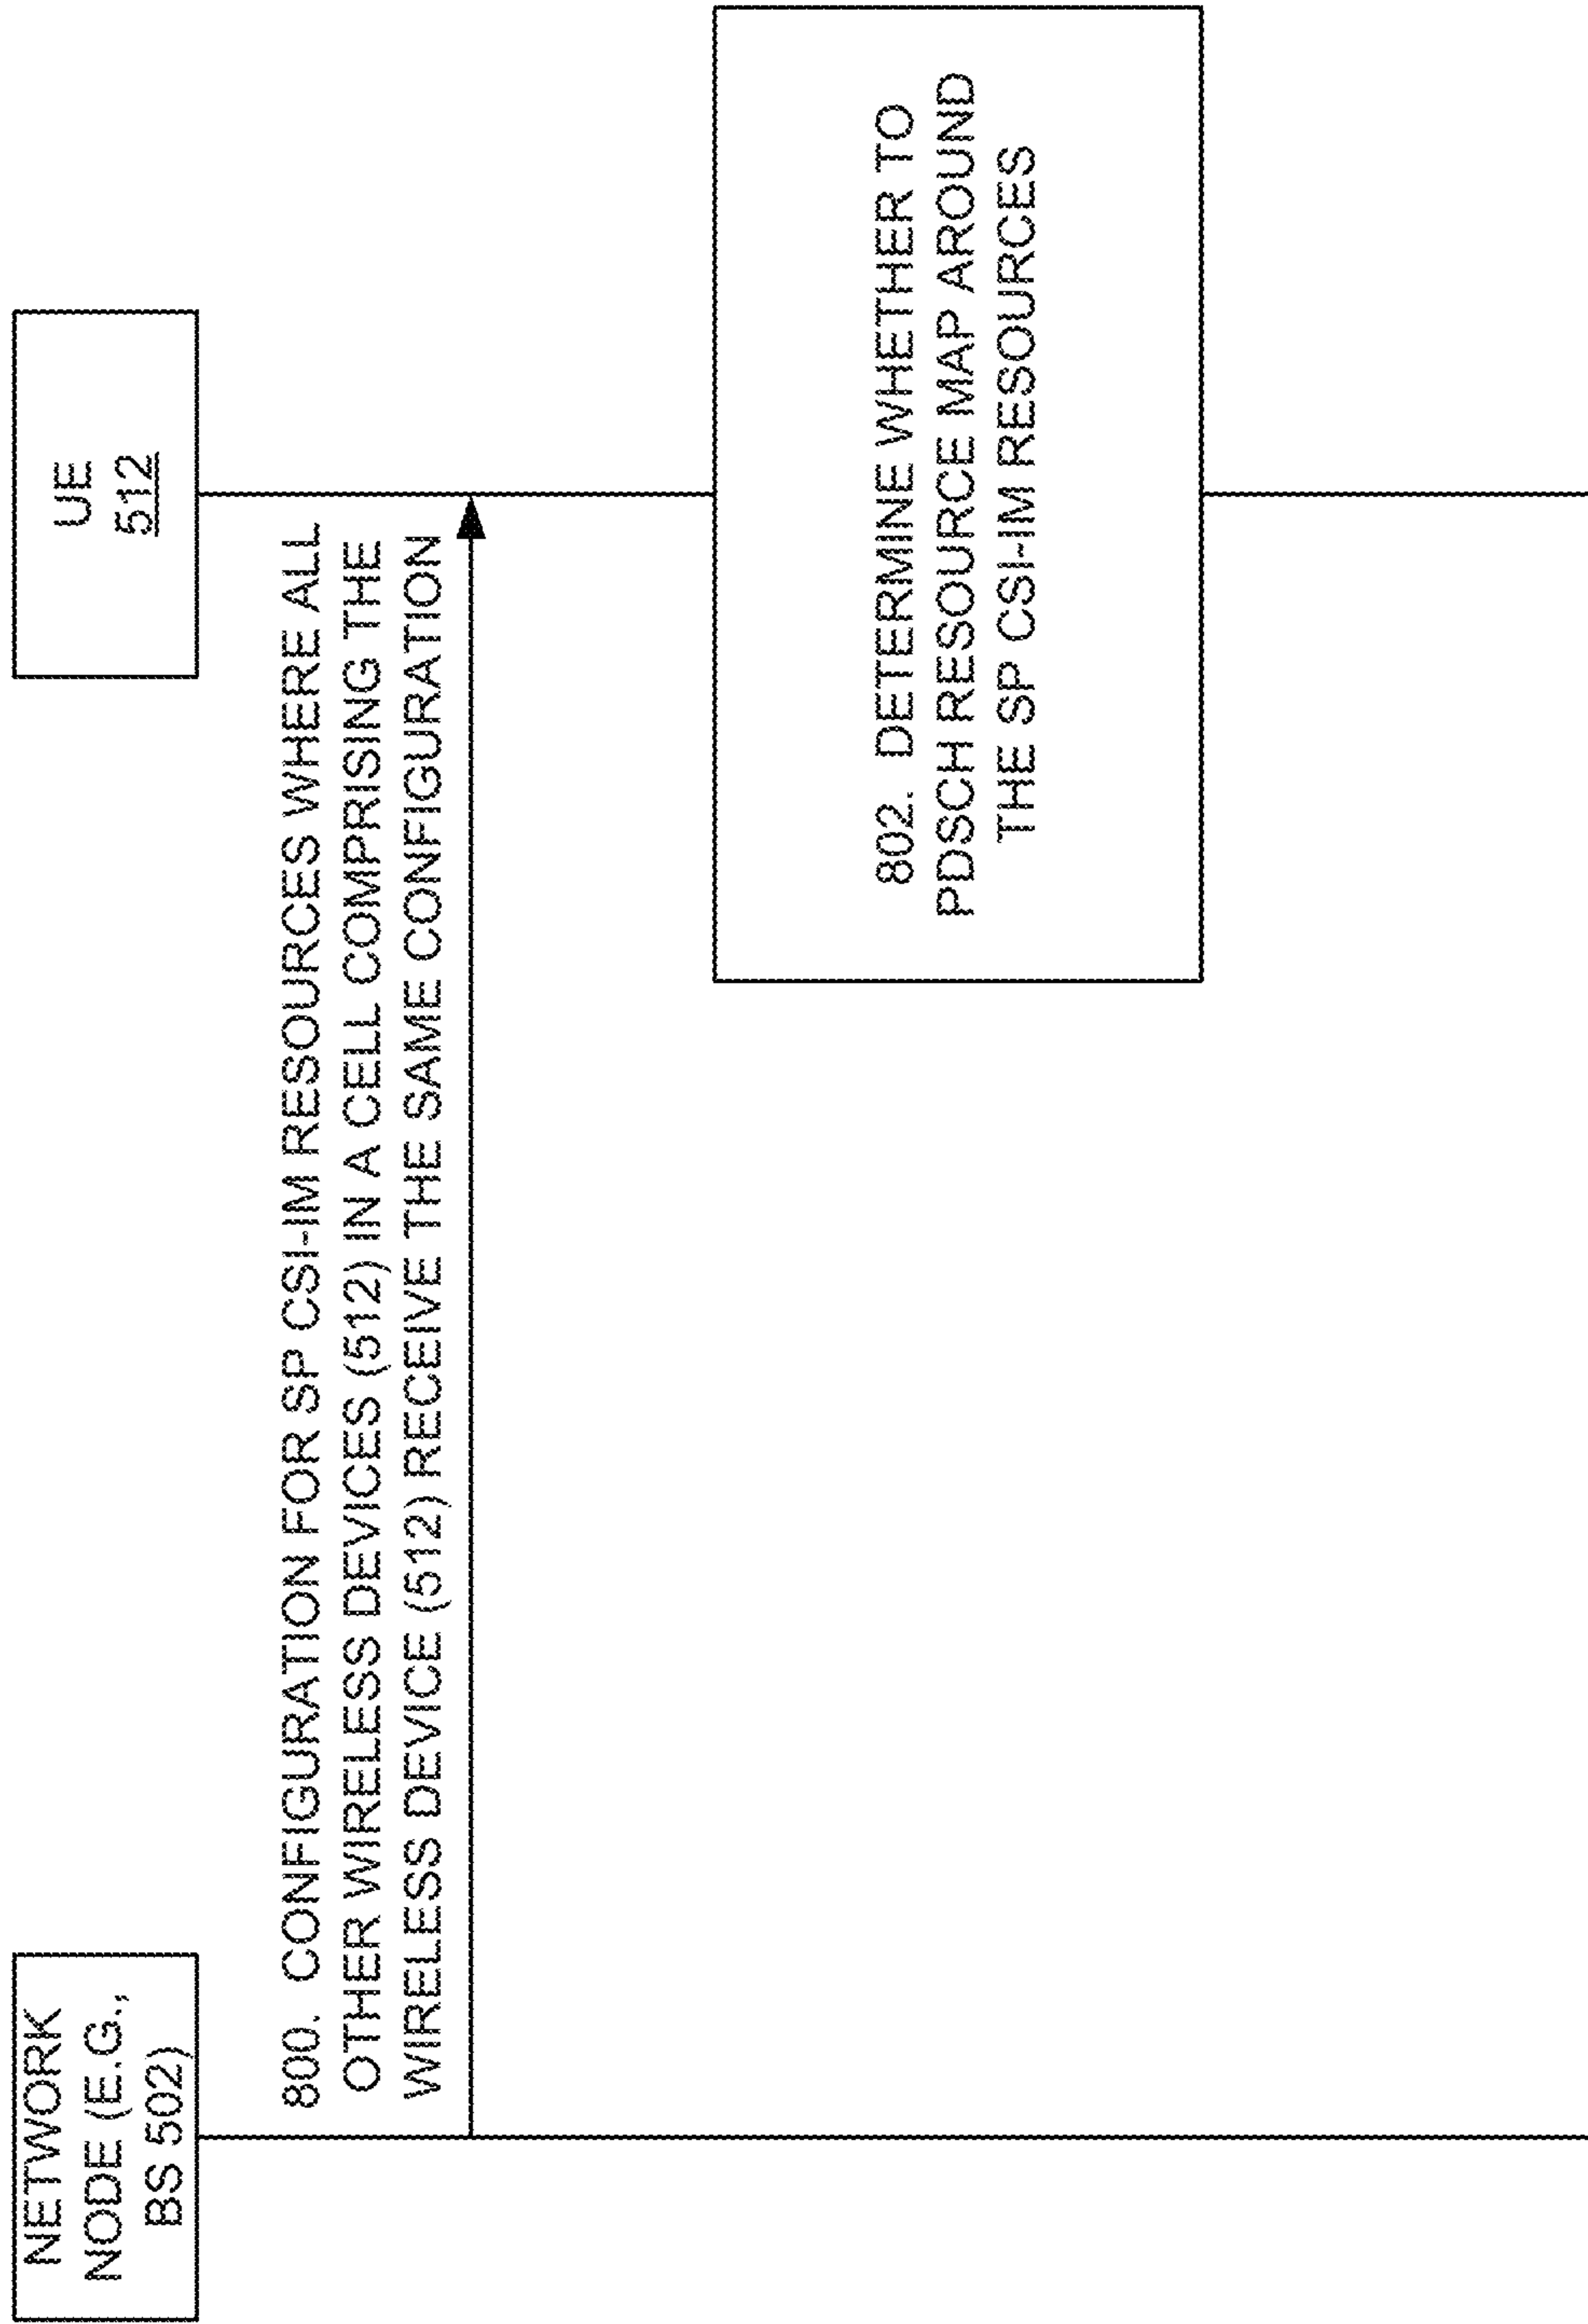 NETWORK
NODE (E.G.,
BS 502)
UE
512
800. CONFIGURATION FOR SP CSI-IM RESOURCES WHERE ALL
OTHER WIRELESS DEVICES (512) IN A CELL COMPRISING THE
WIRELESS DEVICE (512) RECEIVE THE SAME CONFIGURATION
802. DETERMINE WHETHER TO
PDSCH RESOURCE MAP AROUND
THE SP CSI-IM RESOURCES